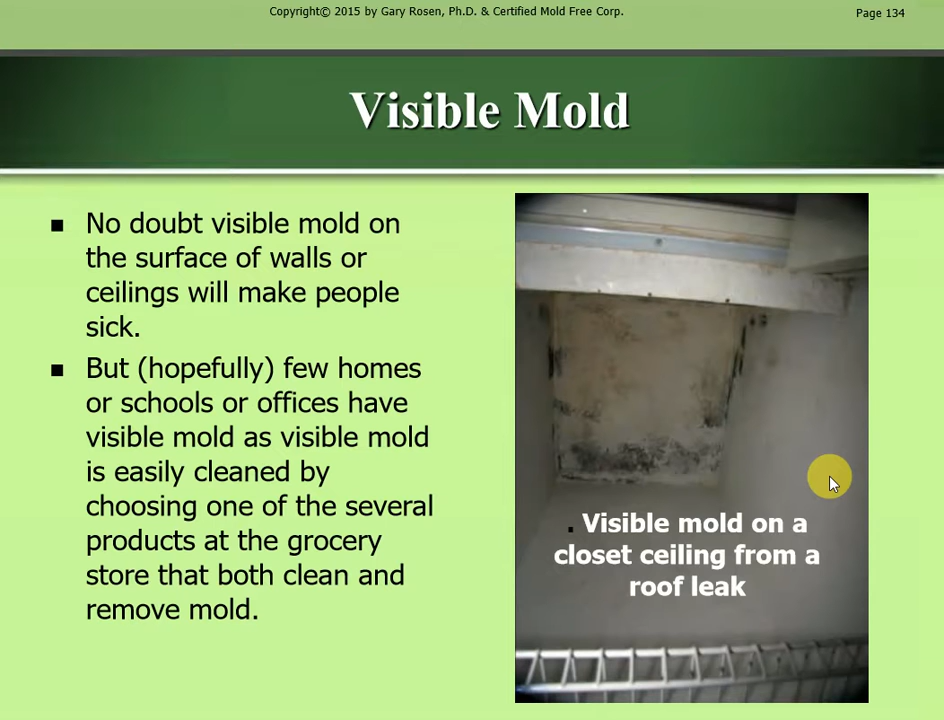 Copyright© 2015 by Gary Rosen, Ph.D. & Certified Mold Free Corp.
Page 134
Visible Mold
■ No doubt visible mold on
the surface of walls or
ceilings will make people
sick.
■ But (hopefully) few homes
or schools or offices have
visible mold as visible mold
is easily cleaned by
choosing one of the several
products at the grocery
store that both clean and
remove mold.
. Visible mold on a
closet ceiling from a
roof leak